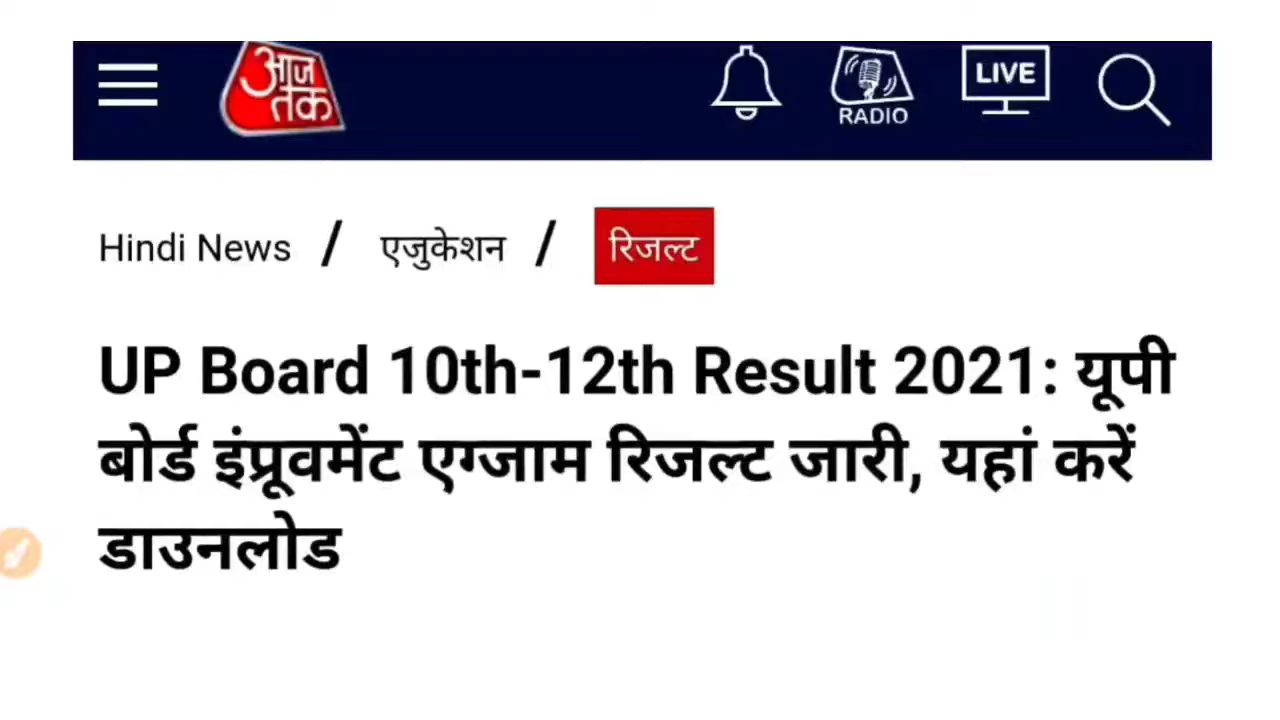 आज तक
RADIO
LIVE
Hindi News / एजुकेशन / रिजल्ट
UP Board 10th-12th Result 2021: यूपी
बोर्ड इंप्रूवमेंट एग्जाम रिजल्ट जारी, यहां करें
डाउनलोड